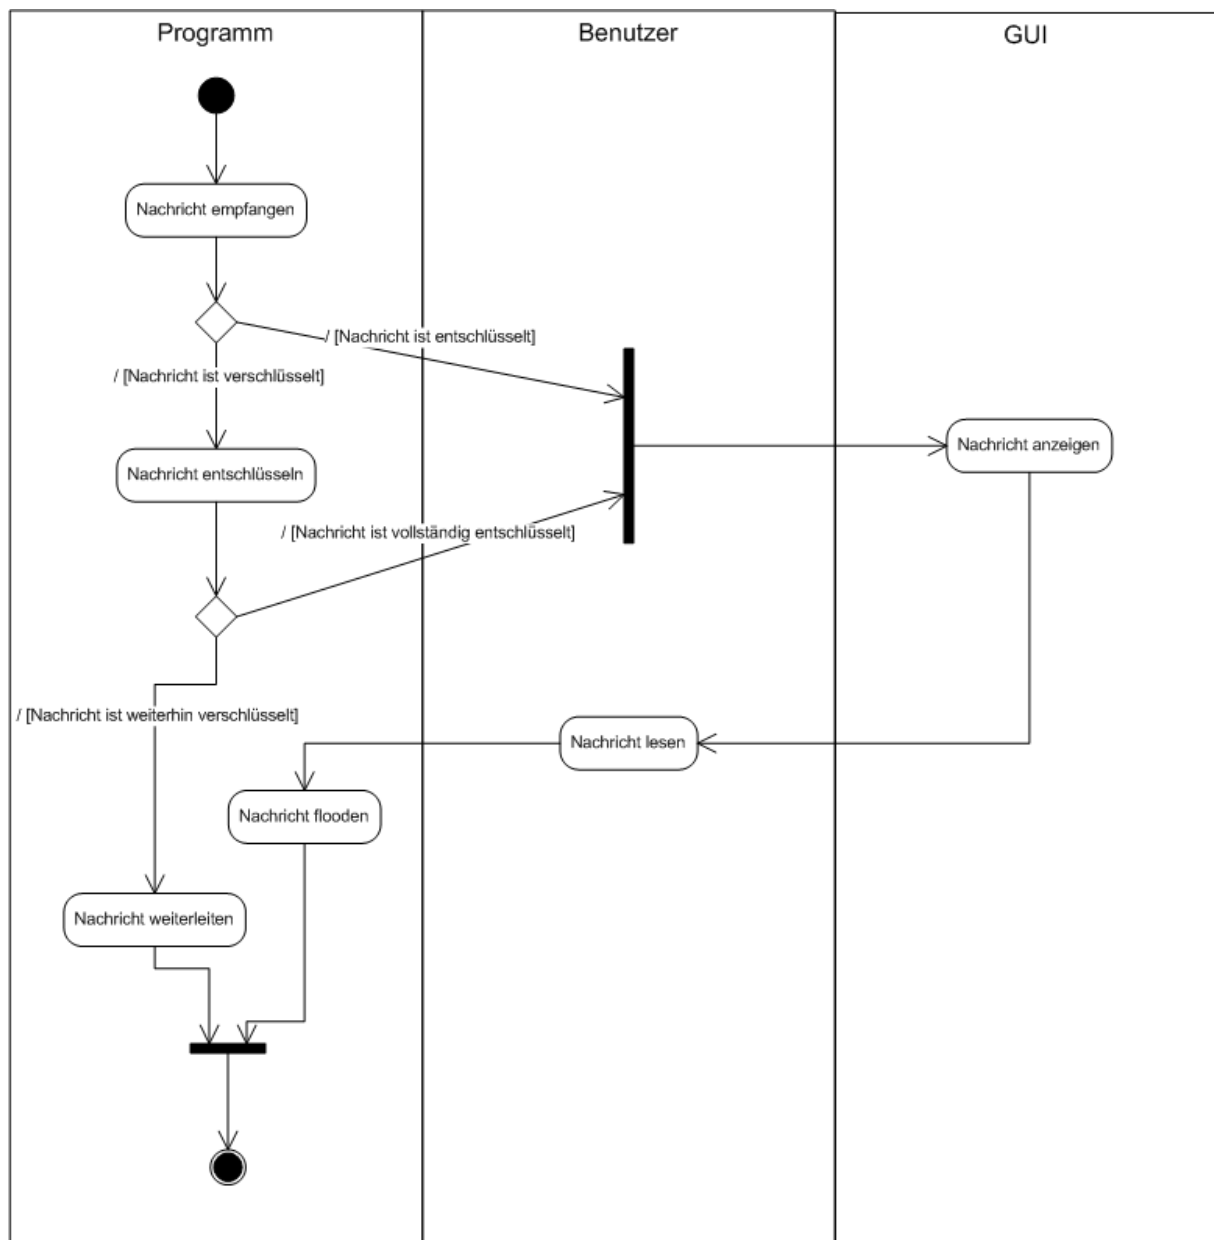 Programm
Benutzer
GUI
Nachricht empfangen
/ [Nachricht ist entschlüsselt]
/ [Nachricht ist verschlüsselt]
Nachricht anzeigen
Nachricht entschlüsseln
/ [Nachricht ist vollständig entschlüsselt]
/ [Nachricht ist weiterhin verschlüsselt]
Nachricht lesen
Nachricht flooden
Nachricht weiterleiten